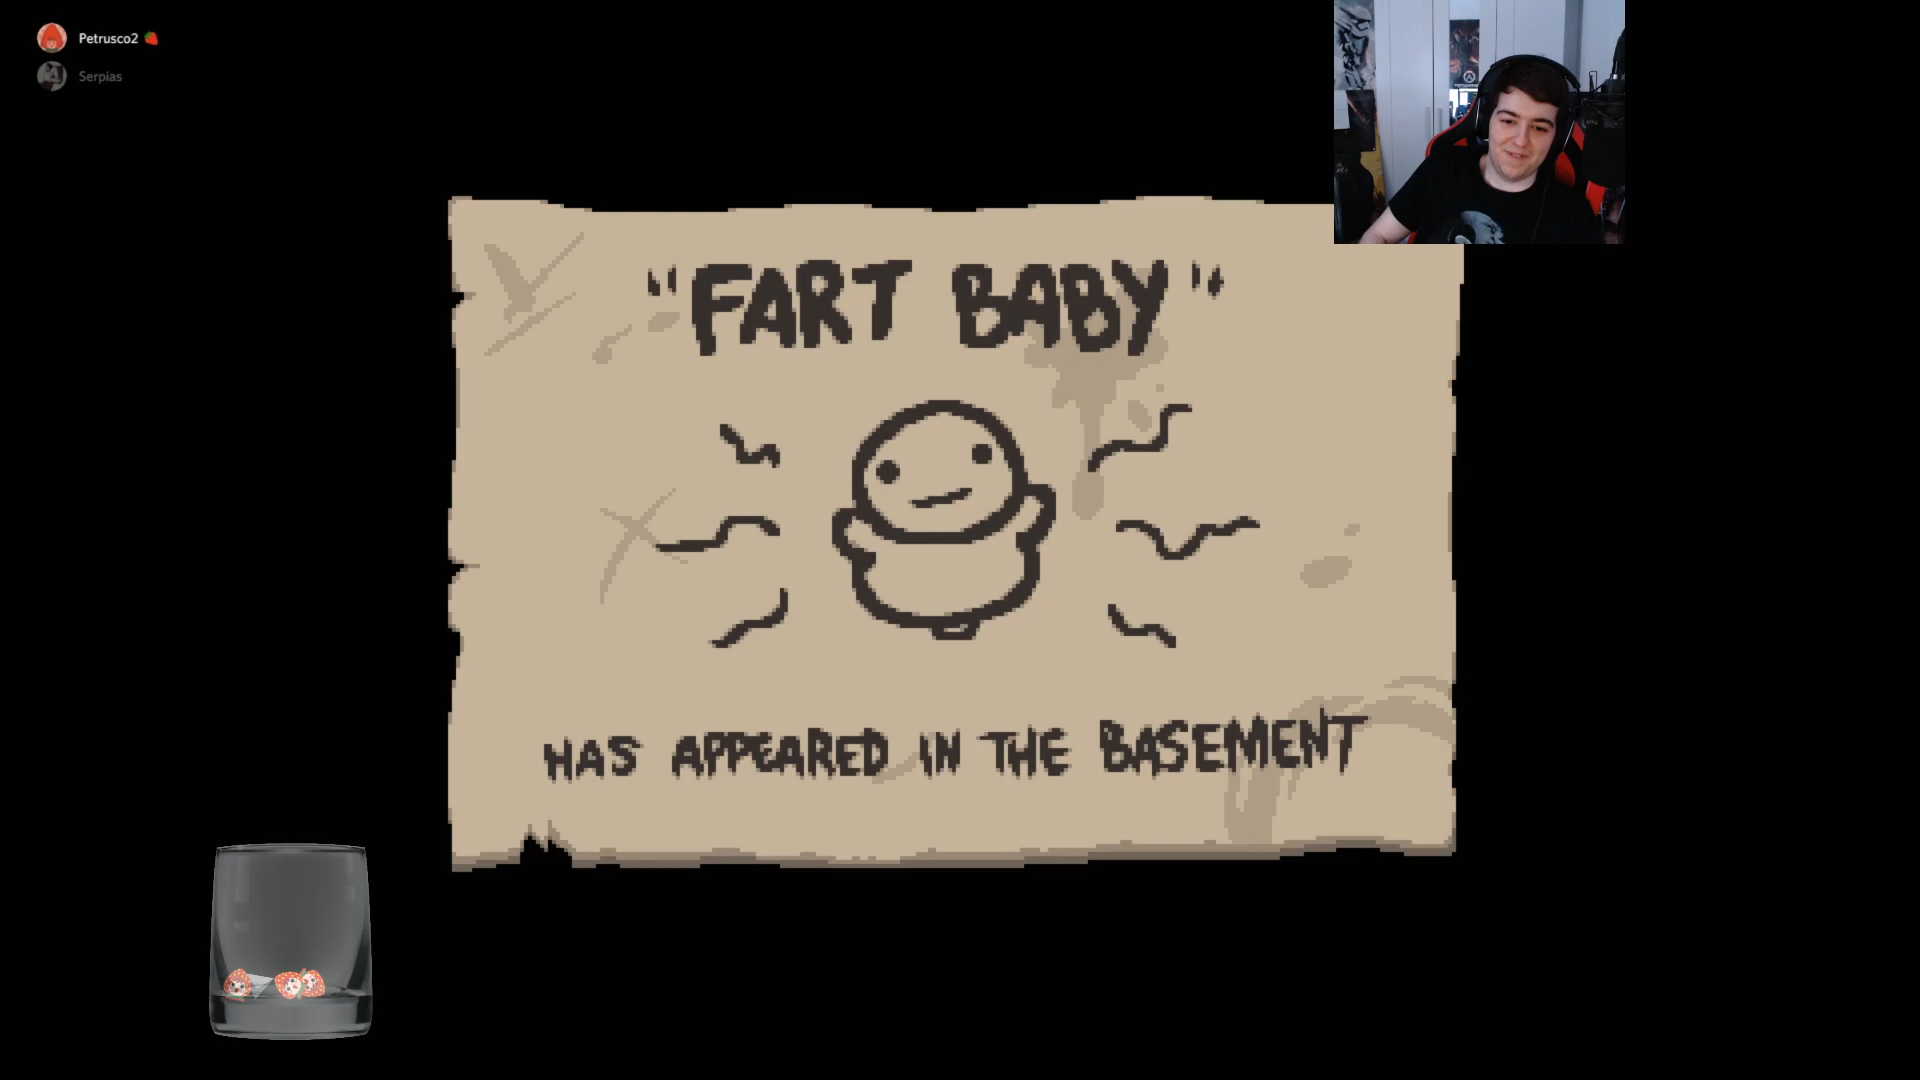 Petrusco2 🍓
Serpias
"FART BABY"
HAS APPEARED IN THE BASEMENT